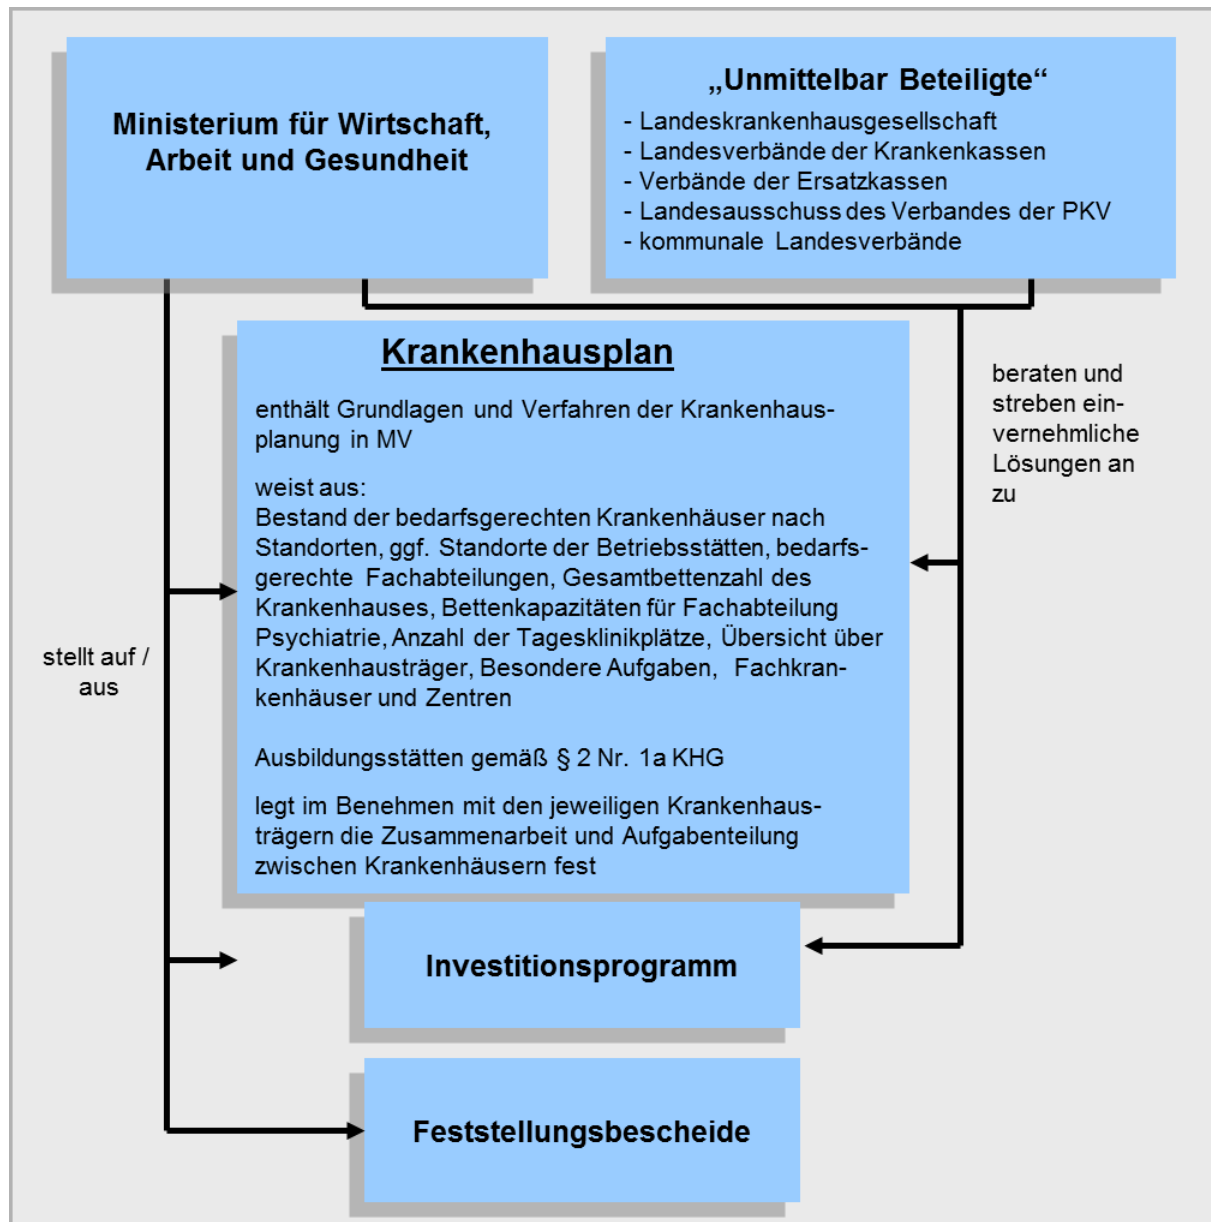 Ministerium für Wirtschaft,
Arbeit und Gesundheit
„Unmittelbar Beteiligte“
- Landeskrankenhausgesellschaft
- Landesverbände der Krankenkassen
- Verbände der Ersatzkassen
- Landesausschuss des Verbandes der PKV
- kommunale Landesverbände
Krankenhausplan
enthält Grundlagen und Verfahren der Krankenhaus-
planung in MV
weist aus:
Bestand der bedarfsgerechten Krankenhäuser nach
Standorten, ggf. Standorte der Betriebsstätten, bedarfs-
gerechte Fachabteilungen, Gesamtbettenzahl des
Krankenhauses, Bettenkapazitäten für Fachabteilung
Psychiatrie, Anzahl der Tagesklinikplätze, Übersicht über
Krankenhausträger, Besondere Aufgaben, Fachkran-
kenhäuser und Zentren
Ausbildungsstätten gemäß § 2 Nr. 1a KHG
legt im Benehmen mit den jeweiligen Krankenhaus-
trägern die Zusammenarbeit und Aufgabenteilung
zwischen Krankenhäusern fest
beraten und
streben ein-
vernehmliche
Lösungen an
zu
stellt auf /
aus
Investitionsprogramm
Feststellungsbescheide